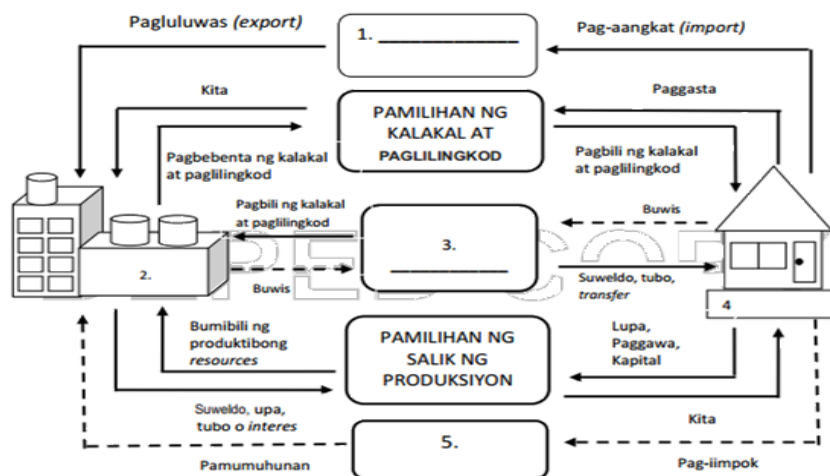 Pagluluwas (export)
1. ______________
Pag-aangkat (import)
Kita
PAMILIHAN NG
KALAKAL AT
PAGLILINGKOD
Paggasta
Pagbebenta ng kalakal
at paglilingkod
Pagbili ng kalakal
at paglilingkod
Pagbili ng kalakal
at paglilingkod
3.
____________
Buwis
2.
Buwis
Suweldo, tubo,
transfer
4
Bumibili ng
produktibong
resources
PAMILIHAN NG
SALIK NG
PRODUKSIYON
Lupa,
Paggawa,
Kapital
Suweldo, upa,
tubo o interes
5.
Kita
Pamumuhunan
Pag-iimpok